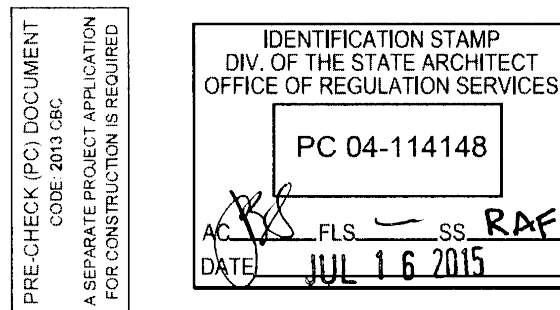 PRE-CHECK (PC) DOCUMENT
CODE: 2013 CBC
A SEPARATE PROJECT APPLICATION
FOR CONSTRUCTION IS REQUIRED
IDENTIFICATION STAMP
DIV. OF THE STATE ARCHITECT
OFFICE OF REGULATION SERVICES
PC 04-114148
AC FLS — SS RAF
DATE JUL 16 2015